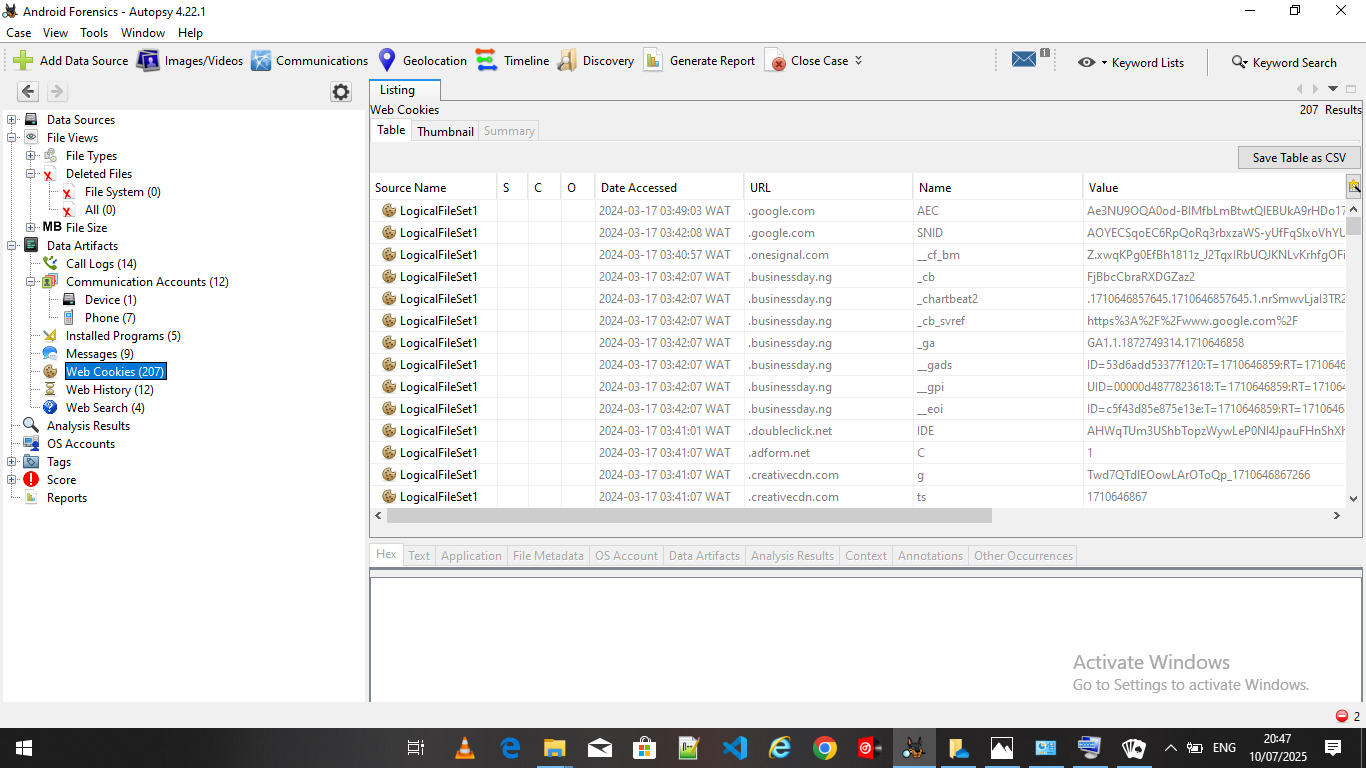 Android Forensics - Autopsy 4.22.1
Case View Tools Window Help
Add Data Source Images/Videos Communications Geolocation Timeline Discovery Generate Report Close Case 1 Keyword Lists Keyword Search
Data Sources
File Views
File Types
Deleted Files
File System (0)
All (0)
MB File Size
Data Artifacts
Call Logs (14)
Communication Accounts (12)
Device (1)
Phone (7)
Installed Programs (5)
Messages (9)
Web Cookies (207)
Web History (12)
Web Search (4)
Analysis Results
OS Accounts
Tags
Score
Reports
Listing
Web Cookies 207 Results
Table Thumbnail Summary
Save Table as CSV
Source Name S C O Date Accessed URL Name Value
LogicalFileSet1 2024-03-17 03:49:03 WAT .google.com AEC
LogicalFileSet1 2024-03-17 03:42:08 WAT .google.com SNID
LogicalFileSet1 2024-03-17 03:40:57 WAT .onesignal.com __cf_bm
LogicalFileSet1 2024-03-17 03:42:07 WAT .businessday.ng _cb FjBbcCbraRXDGZaz2
LogicalFileSet1 2024-03-17 03:42:07 WAT .businessday.ng _chartbeat2
LogicalFileSet1 2024-03-17 03:42:07 WAT .businessday.ng _cb_svref https%3A%2F%2Fwww.google.com%2F
LogicalFileSet1 2024-03-17 03:42:07 WAT .businessday.ng _ga GA1.1.1872749314.1710646858
LogicalFileSet1 2024-03-17 03:42:07 WAT .businessday.ng __gads ID=53d6add53377f120:T=1710646859:RT=1710646
LogicalFileSet1 2024-03-17 03:42:07 WAT .businessday.ng __gpi UID=00000d4877823618:T=1710646859:RT=171064
LogicalFileSet1 2024-03-17 03:42:07 WAT .businessday.ng __eoi ID=c5f43d85e875e13e:T=1710646859:RT=1710646
LogicalFileSet1 2024-03-17 03:41:01 WAT .doubleclick.net IDE
LogicalFileSet1 2024-03-17 03:41:07 WAT .adform.net C 1
LogicalFileSet1 2024-03-17 03:41:07 WAT .creativecdn.com g
LogicalFileSet1 2024-03-17 03:41:07 WAT .creativecdn.com ts 1710646867
Hex Text Application File Metadata OS Account Data Artifacts Analysis Results Context Annotations Other Occurrences
Activate Windows
Go to Settings to activate Windows.
2
ENG
20:47
10/07/2025